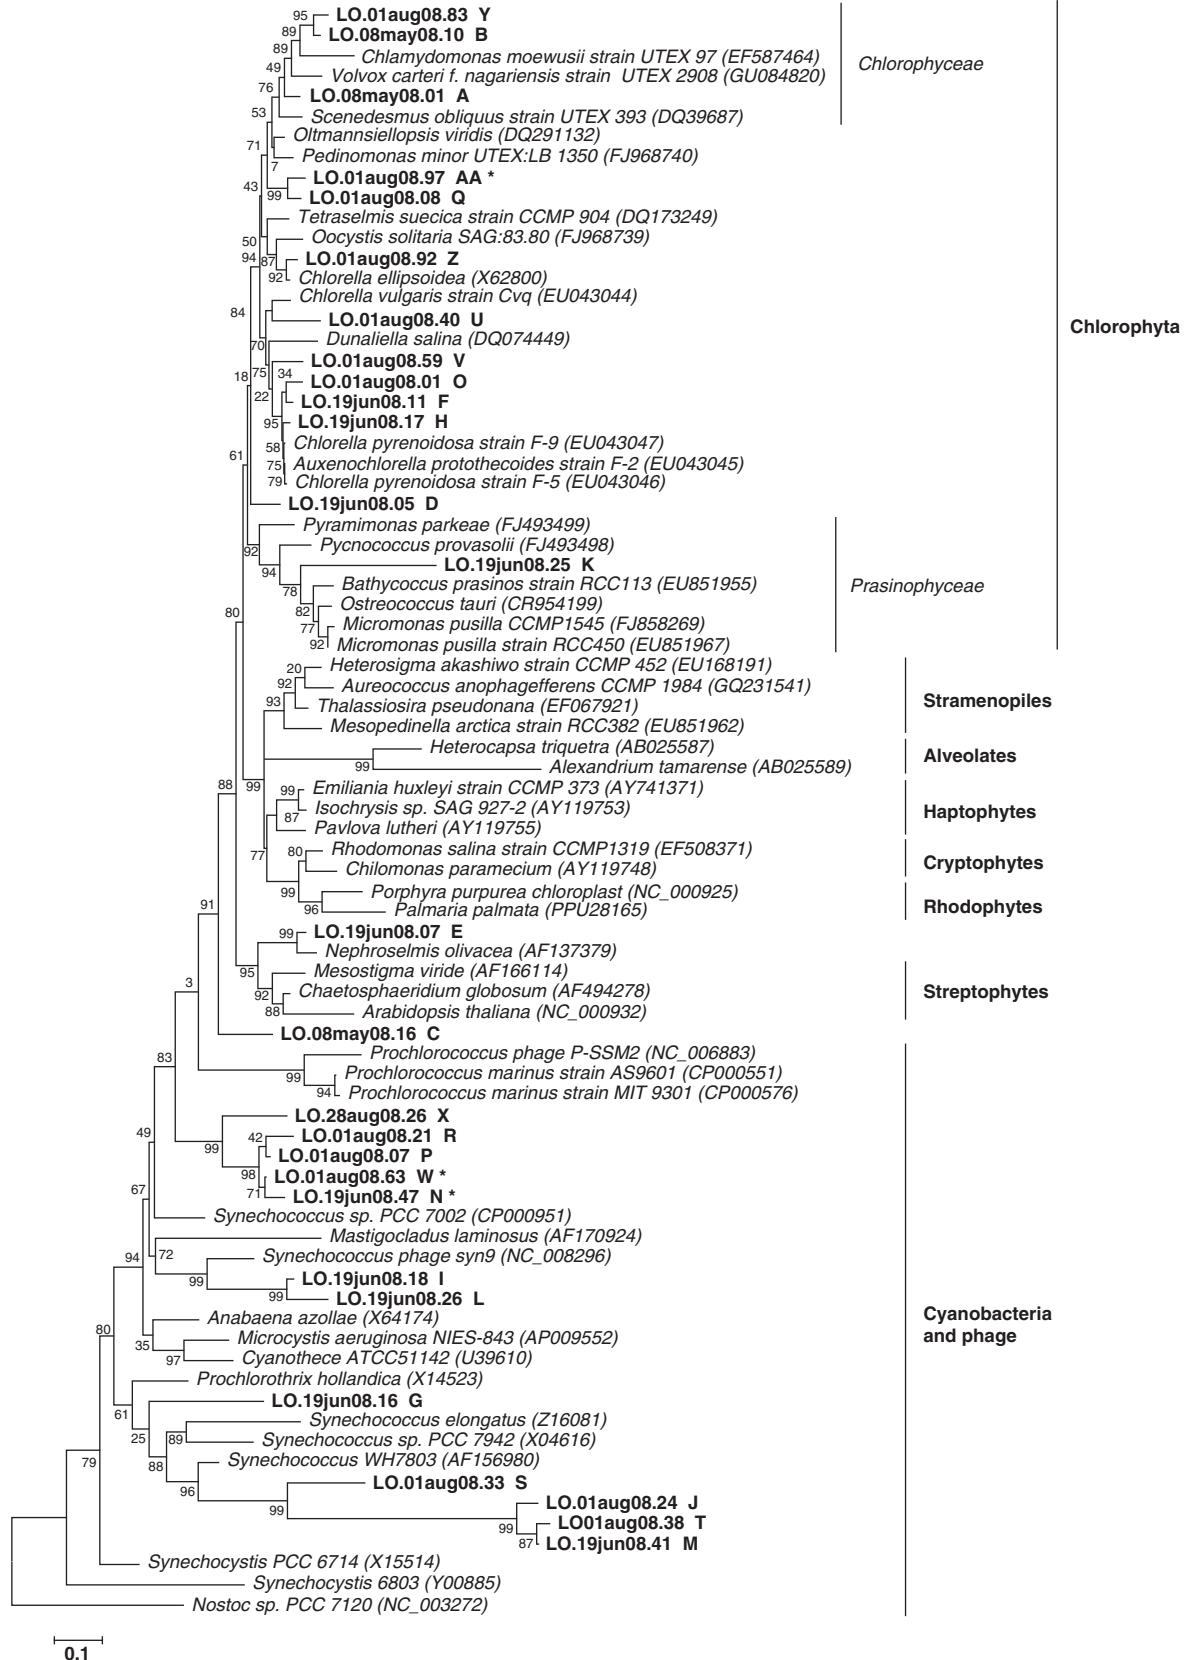 95 LO.01aug08.83 Y
89 LO.08may08.10 B
89 Chlamydomonas moewusii strain UTEX 97 (EF587464)
Chlorophyceae
49 Volvox carteri f. nagariensis strain UTEX 2908 (GU084820)
76 LO.08may08.01 A
53 Scenedesmus obliquus strain UTEX 393 (DQ39687)
Oltmannsiellopsis viridis (DQ291132)
71 Pedinomonas minor UTEX:LB 1350 (FJ968740)
7
LO.01aug08.97 AA *
43 99 LO.01aug08.08 Q
Tetraselmis suecica strain CCMP 904 (DQ173249)
50 Oocystis solitaria SAG:83.80 (FJ968739)
94 87 LO.01aug08.92 Z
92 Chlorella ellipsoidea (X62800)
Chlorella vulgaris strain Cvq (EU043044)
84 LO.01aug08.40 U
Chlorophyta
70 Dunaliella salina (DQ074449)
LO.01aug08.59 V
18 75 34 LO.01aug08.01 O
22 LO.19jun08.11 F
95 LO.19jun08.17 H
58 Chlorella pyrenoidosa strain F-9 (EU043047)
61 75 Auxenochlorella protothecoides strain F-2 (EU043045)
79 Chlorella pyrenoidosa strain F-5 (EU043046)
LO.19jun08.05 D
Pyramimonas parkeae (FJ493499)
92 Pycnococcus provasolii (FJ493498)
94 LO.19jun08.25 K
78 Bathycoccus prasinos strain RCC113 (EU851955)
Prasinophyceae
82 Ostreococcus tauri (CR954199)
80 77 Micromonas pusilla CCMP1545 (FJ858269)
92 Micromonas pusilla strain RCC450 (EU851967)
20 Heterosigma akashiwo strain CCMP 452 (EU168191)
92 Aureococcus anophagefferens CCMP 1984 (GQ231541)
93 Thalassiosira pseudonana (EF067921)
Stramenopiles
Mesopedinella arctica strain RCC382 (EU851962)
Heterocapsa triquetra (AB025587)
Alveolates
99 Alexandrium tamarense (AB025589)
88 99 99 Emiliania huxleyi strain CCMP 373 (AY741371)
Isochrysis sp. SAG 927-2 (AY119753)
Haptophytes
87 Pavlova lutheri (AY119755)
77 80 Rhodomonas salina strain CCMP1319 (EF508371)
Chilomonas paramecium (AY119748)
Cryptophytes
99 Porphyra purpurea chloroplast (NC_000925)
91 96 Palmaria palmata (PPU28165)
Rhodophytes
99 LO.19jun08.07 E
Nephroselmis olivacea (AF137379)
95 Mesostigma viride (AF166114)
3 92 Chaetosphaeridium globosum (AF494278)
Streptophytes
88 Arabidopsis thaliana (NC_000932)
LO.08may08.16 C
83 Prochlorococcus phage P-SSM2 (NC_006883)
99 Prochlorococcus marinus strain AS9601 (CP000551)
94 Prochlorococcus marinus strain MIT 9301 (CP000576)
LO.28aug08.26 X
49 42 LO.01aug08.21 R
99 LO.01aug08.07 P
98 LO.01aug08.63 W *
67 71 LO.19jun08.47 N *
Synechococcus sp. PCC 7002 (CP000951)
Mastigocladus laminosus (AF170924)
94 72 Synechococcus phage syn9 (NC_008296)
99 LO.19jun08.18 I
99 LO.19jun08.26 L
Anabaena azollae (X64174)
Cyanobacteria
and phage
80 35 Microcystis aeruginosa NIES-843 (AP009552)
97 Cyanothece ATCC51142 (U39610)
Prochlorothrix hollandica (X14523)
61 LO.19jun08.16 G
Synechococcus elongatus (Z16081)
25 89 Synechococcus sp. PCC 7942 (X04616)
79 88 Synechococcus WH7803 (AF156980)
96 LO.01aug08.33 S
99 LO.01aug08.24 J
99 LO01aug08.38 T
87 LO.19jun08.41 M
Synechocystis PCC 6714 (X15514)
Synechocystis 6803 (Y00885)
Nostoc sp. PCC 7120 (NC_003272)
0.1